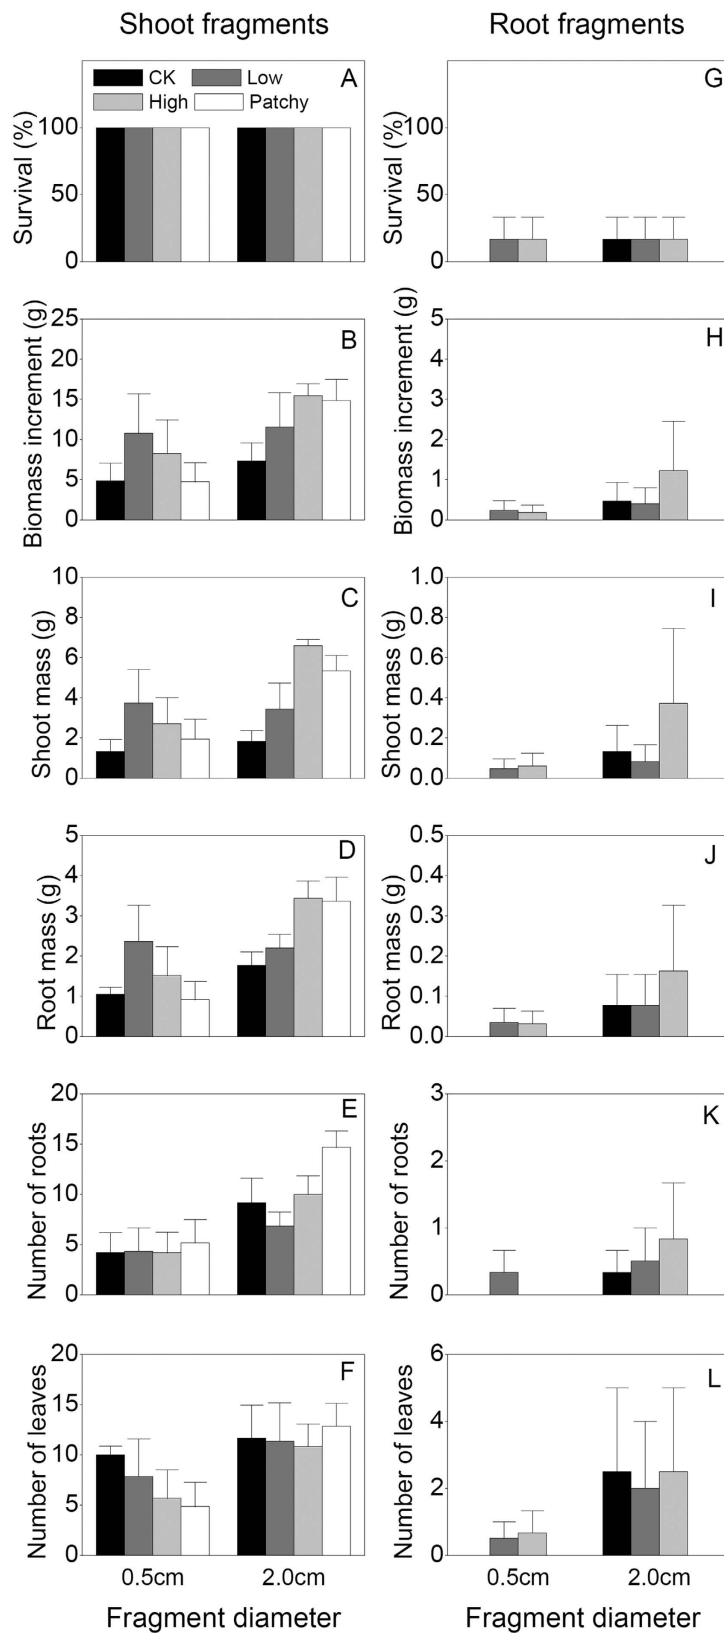 Shoot fragments
Root fragments
A
CK
Low
High
Patchy
Survival (%)
100
50
0
G
Survival (%)
100
50
0
B
Biomass increment (g)
25
20
15
10
5
0
H
Biomass increment (g)
5
4
3
2
1
0
C
Shoot mass (g)
10
8
6
4
2
0
I
Shoot mass (g)
1.0
0.8
0.6
0.4
0.2
0.0
D
Root mass (g)
5
4
3
2
1
0
J
Root mass (g)
0.5
0.4
0.3
0.2
0.1
0.0
E
Number of roots
20
15
10
5
0
K
Number of roots
3
2
1
0
F
Number of leaves
20
15
10
5
0
L
Number of leaves
6
4
2
0
0.5cm
2.0cm
0.5cm
2.0cm
Fragment diameter
Fragment diameter